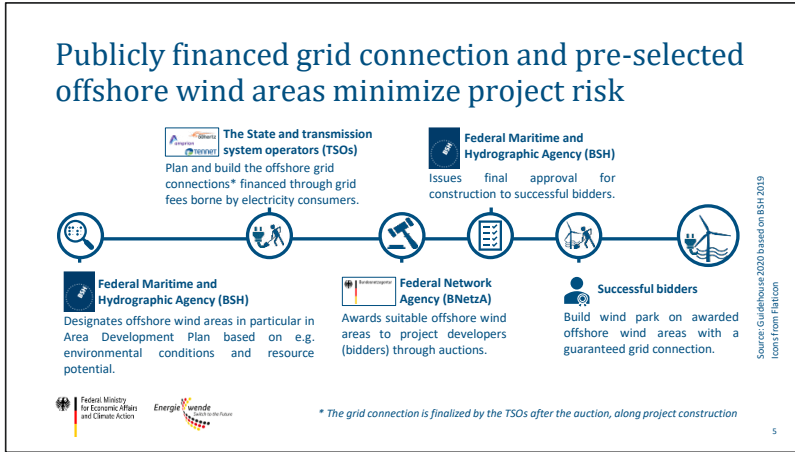 Publicly financed grid connection and pre-selected
offshore wind areas minimize project risk
50hertz
Amprion
TenneT
The State and transmission
system operators (TSOs)
Plan and build the offshore grid
connections* financed through grid
fees borne by electricity consumers.
BSH
Federal Maritime and
Hydrographic Agency (BSH)
Issues final approval for
construction to successful bidders.
BSH
Federal Maritime and
Hydrographic Agency (BSH)
Designates offshore wind areas in particular in
Area Development Plan based on e.g.
environmental conditions and resource
potential.
Bundesnetzagentur
Federal Network
Agency (BNetzA)
Awards suitable offshore wind
areas to project developers
(bidders) through auctions.
Successful bidders
Build wind park on awarded
offshore wind areas with a
guaranteed grid connection.
Source: Guidehouse 2020 based on BSH 2019
Icons from Flaticon
Federal Ministry
for Economic Affairs
and Climate Action
Energiewende
Switch to the Future
* The grid connection is finalized by the TSOs after the auction, along project construction
5